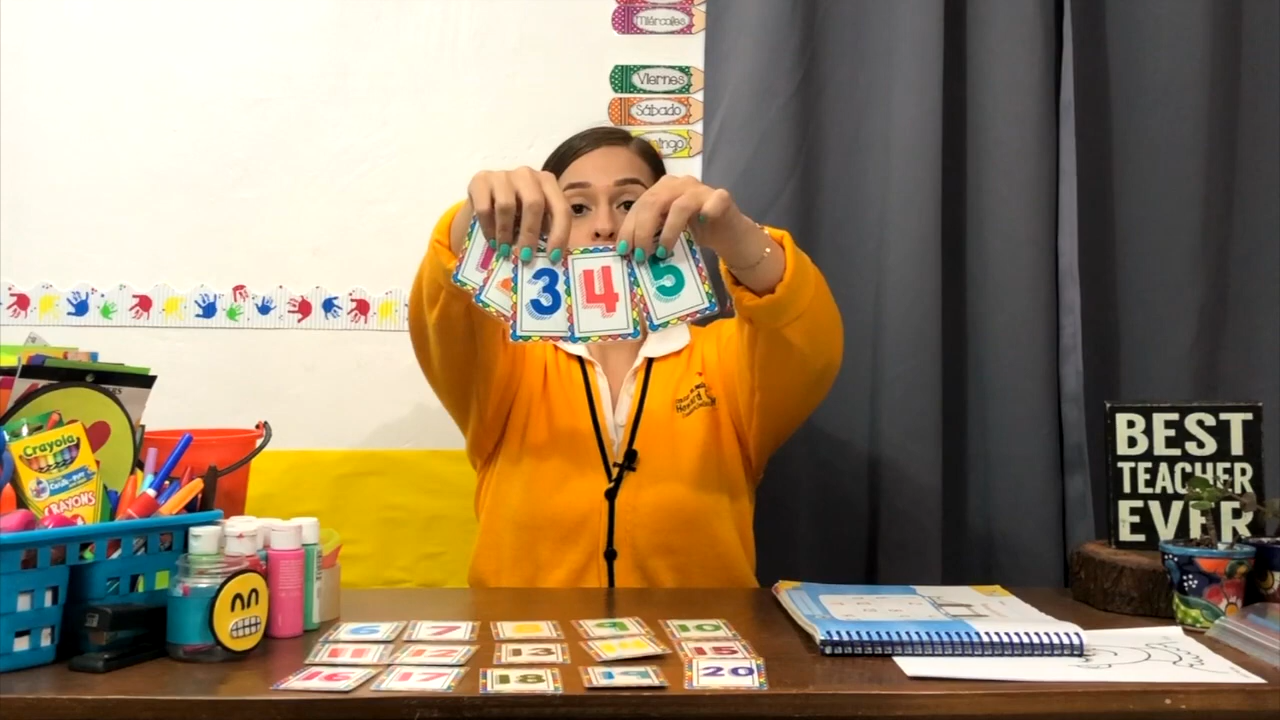 Miércoles
Viernes
Sábado
3 4 5
Crayola
CRAYONS
BEST
TEACHER
EVER
6 7 8 9 10
11 12 13 14 15
16 17 18 19 20